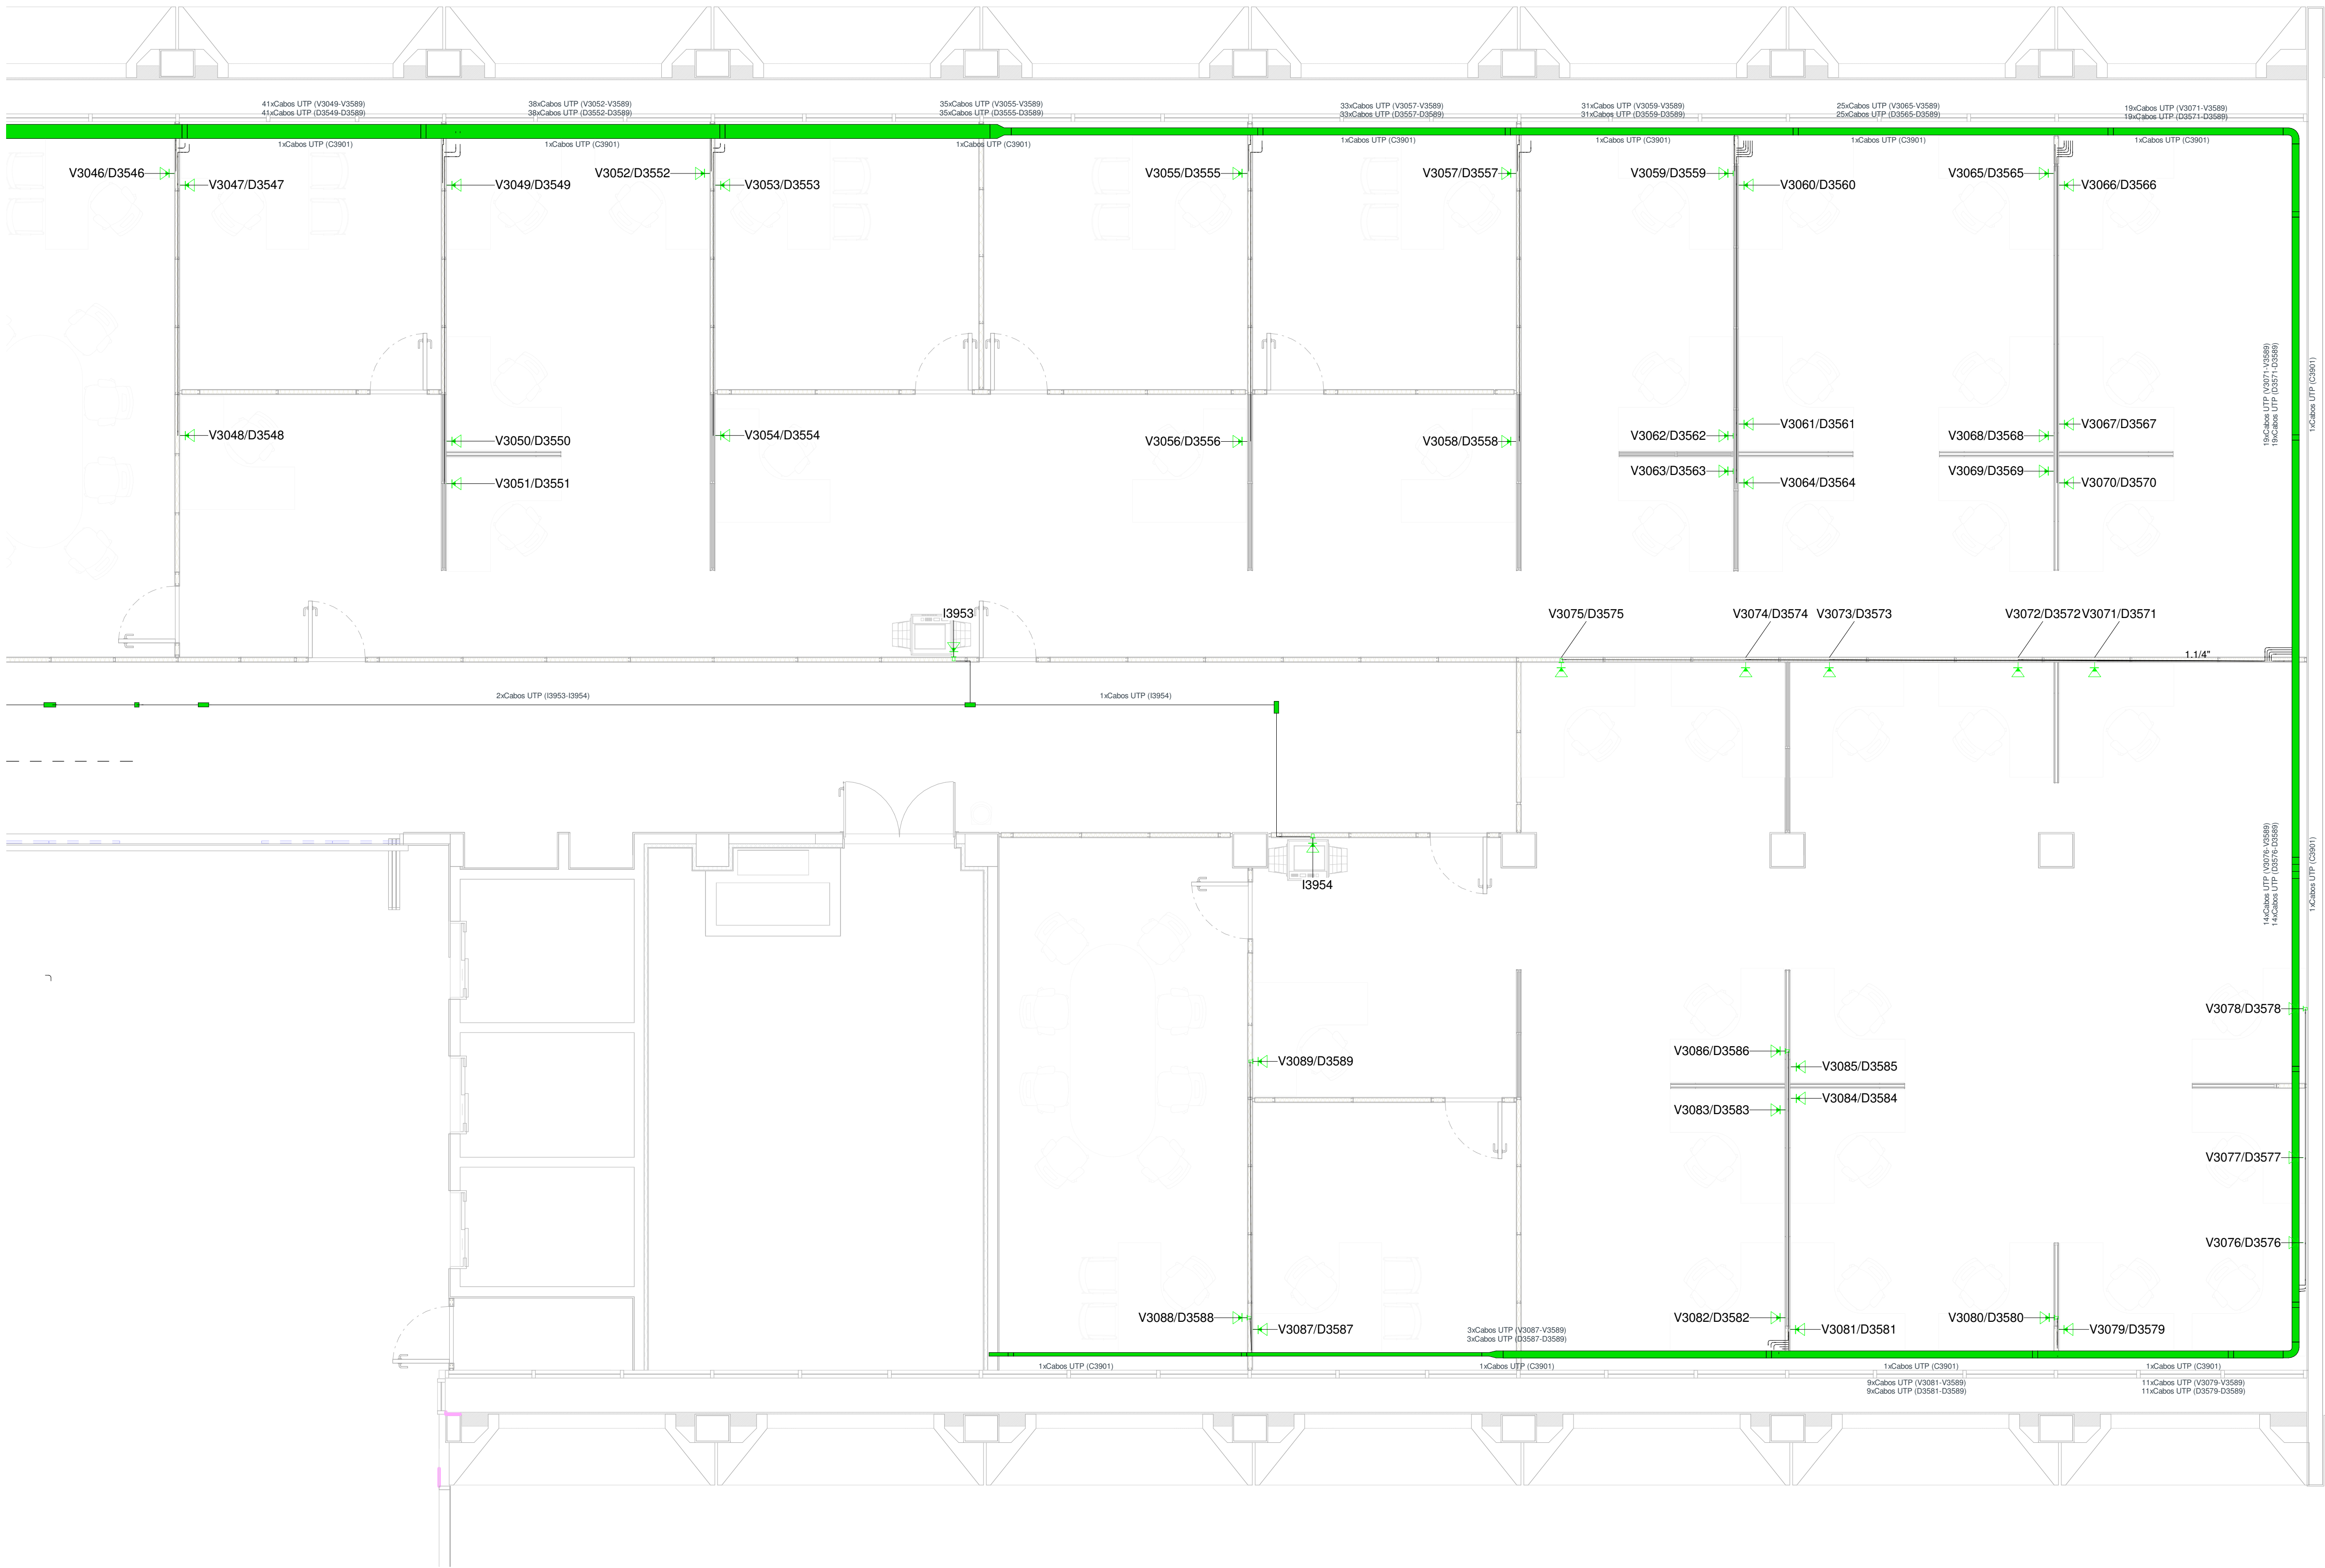 41xCabos UTP (V3049-V3589)
41xCabos UTP (D3549-D3589)
38xCabos UTP (V3052-V3589)
38xCabos UTP (D3552-D3589)
35xCabos UTP (V3055-V3589)
35xCabos UTP (D3555-D3589)
33xCabos UTP (V3057-V3589)
33xCabos UTP (D3557-D3589)
31xCabos UTP (V3059-V3589)
31xCabos UTP (D3559-D3589)
25xCabos UTP (V3065-V3589)
25xCabos UTP (D3565-D3589)
19xCabos UTP (V3071-V3589)
19xCabos UTP (D3571-D3589)
1xCabos UTP (C3901)
1xCabos UTP (C3901)
1xCabos UTP (C3901)
1xCabos UTP (C3901)
1xCabos UTP (C3901)
1xCabos UTP (C3901)
1xCabos UTP (C3901)
V3046/D3546
V3047/D3547
V3049/D3549
V3052/D3552
V3053/D3553
V3055/D3555
V3057/D3557
V3059/D3559
V3060/D3560
V3065/D3565
V3066/D3566
19xCabos UTP (V3071-V3589)
19xCabos UTP (D3571-D3589)
1xCabos UTP (C3901)
V3048/D3548
V3050/D3550
V3051/D3551
V3054/D3554
V3056/D3556
V3058/D3558
V3061/D3561
V3062/D3562
V3063/D3563
V3064/D3564
V3067/D3567
V3068/D3568
V3069/D3569
V3070/D3570
I3953
V3075/D3575
V3074/D3574
V3073/D3573
V3072/D3572
V3071/D3571
1.1/4"
2xCabos UTP (I3953-I3954)
1xCabos UTP (I3954)
I3954
14xCabos UTP (V3076-V3589)
14xCabos UTP (D3576-D3589)
1xCabos UTP (C3901)
V3078/D3578
V3089/D3589
V3086/D3586
V3085/D3585
V3084/D3584
V3083/D3583
V3077/D3577
V3076/D3576
V3088/D3588
V3087/D3587
V3082/D3582
V3081/D3581
V3080/D3580
V3079/D3579
3xCabos UTP (V3087-V3589)
3xCabos UTP (D3587-D3589)
1xCabos UTP (C3901)
1xCabos UTP (C3901)
1xCabos UTP (C3901)
1xCabos UTP (C3901)
9xCabos UTP (V3081-V3589)
9xCabos UTP (D3581-D3589)
11xCabos UTP (V3079-V3589)
11xCabos UTP (D3579-D3589)